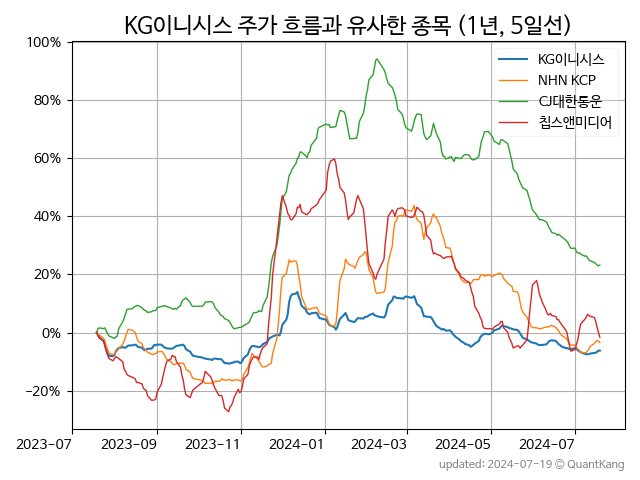 KG이니시스 주가 흐름과 유사한 종목 (1년, 5일선)
100%
80%
60%
40%
20%
0%
−20%
KG이니시스
NHN KCP
CJ대한통운
칩스앤미디어
2023-07
2023-09
2023-11
2024-01
2024-03
2024-05
2024-07
updated: 2024-07-19 © QuantKang